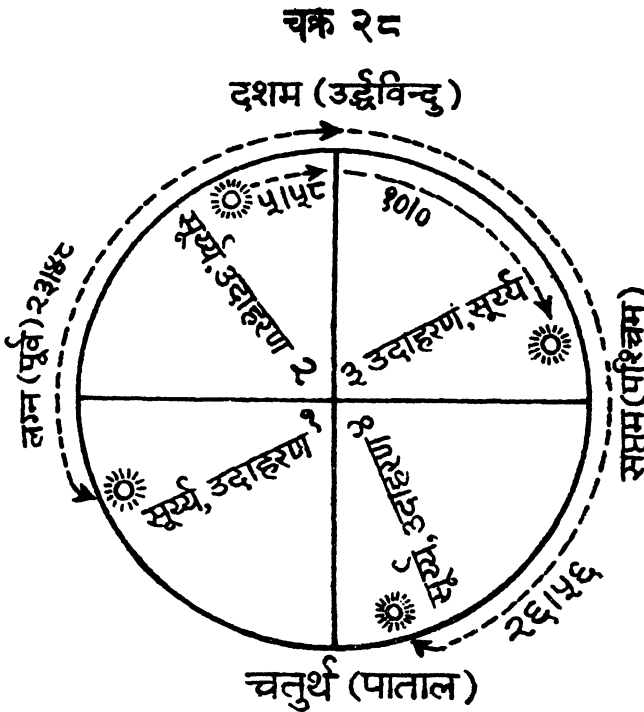 चक्र २८
दशम (उर्द्धविन्दु)
५।५८
१०।०
सूर्य्य, उदाहरण २
३ उदाहरण, सूर्य्य
लग्न (पूर्व) २३।४८
सप्तम (पश्चिम)
सूर्य्य, उदाहरण १
सूर्य्य, उदाहरण ४
२६।५६
चतुर्थ (पाताल)